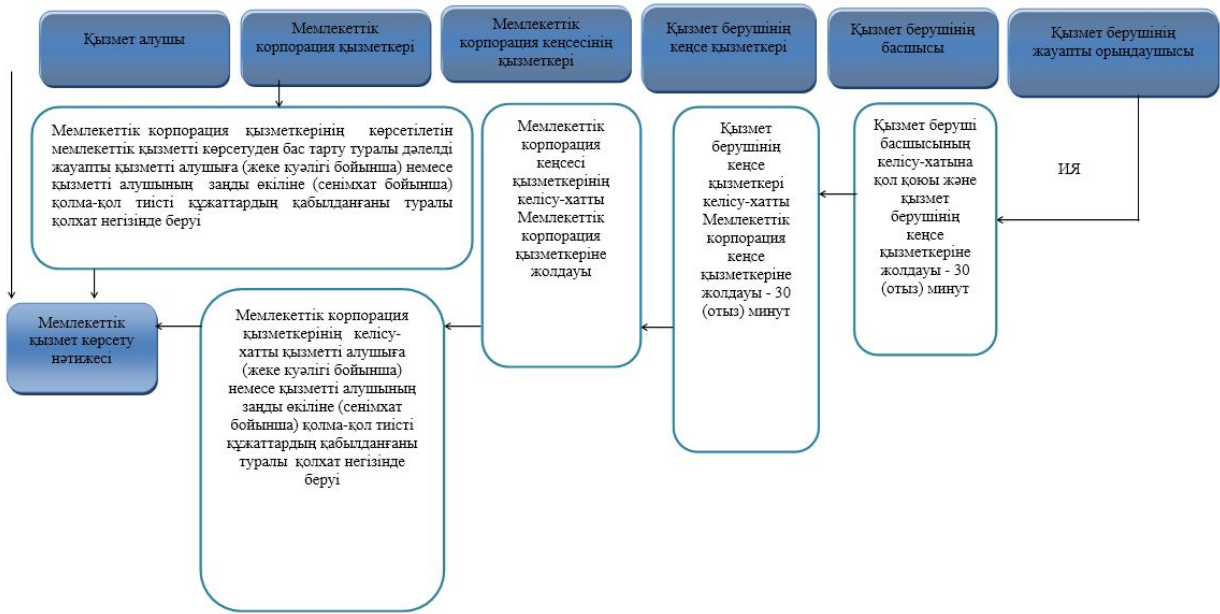 Қызмет алушы
Мемлекеттік
корпорация қызметкері
Мемлекеттік
корпорация кеңсесінің
қызметкері
Қызмет берушінің
кеңсе қызметкері
Қызмет берушінің
басшысы
Қызмет берушінің
жауапты орындаушысы
Мемлекеттік корпорация қызметкерінің көрсетілетін
мемлекеттік қызметті көрсетуден бас тарту туралы дәлелді
жауапты қызметті алушыға (жеке куәлігі бойынша) немесе
қызметті алушының заңды өкіліне (сенімхат бойынша)
қолма-қол тиісті құжаттардың қабылданғаны туралы
қолхат негізінде беруі
Мемлекеттік
корпорация
кеңсесі
қызметкерінің
келісу-хатты
Мемлекеттік
корпорация
қызметкеріне
жолдауы
Қызмет
берушінің
кеңсе
қызметкері
келісу-хатты
Мемлекеттік
корпорация
кеңсе
қызметкеріне
жолдауы - 30
(отыз) минут
Қызмет беруші
басшысының
келісу-хатына
қол қоюы және
қызмет
берушінің
кеңсе
қызметкеріне
жолдауы - 30
(отыз) минут
ИЯ
Мемлекеттік
қызмет көрсету
нәтижесі
Мемлекеттік корпорация
қызметкерінің келісу-
хатты қызметті алушыға
(жеке куәлігі бойынша)
немесе қызметті алушының
заңды өкіліне (сенімхат
бойынша) қолма-қол тиісті
құжаттардың қабылданғаны
туралы қолхат негізінде
беруі